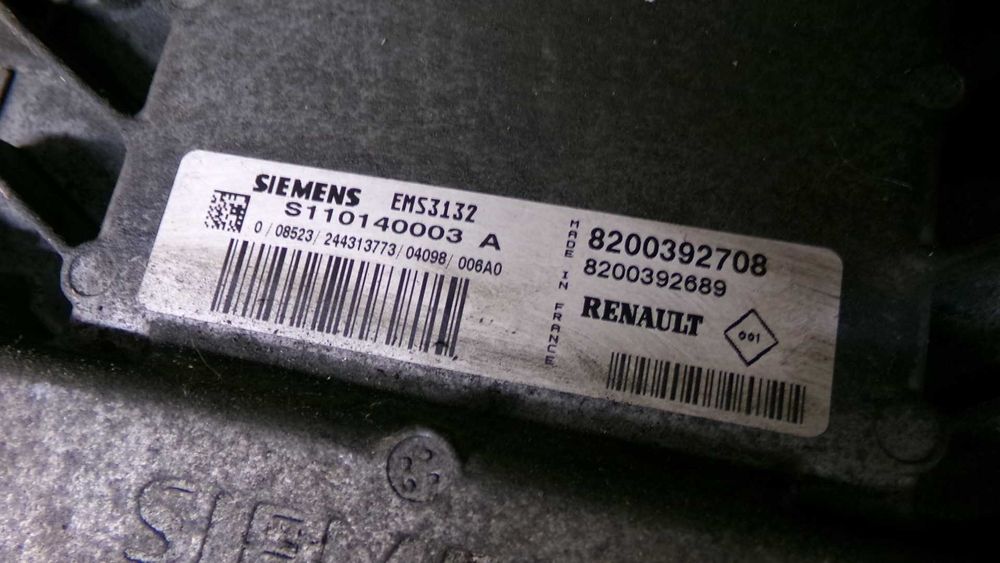 SIEMENS EMS3132
S110140003 A
0/08523/244313773/04098/006A0
MADE IN FRANCE
8200392708
8200392689
RENAULT
001